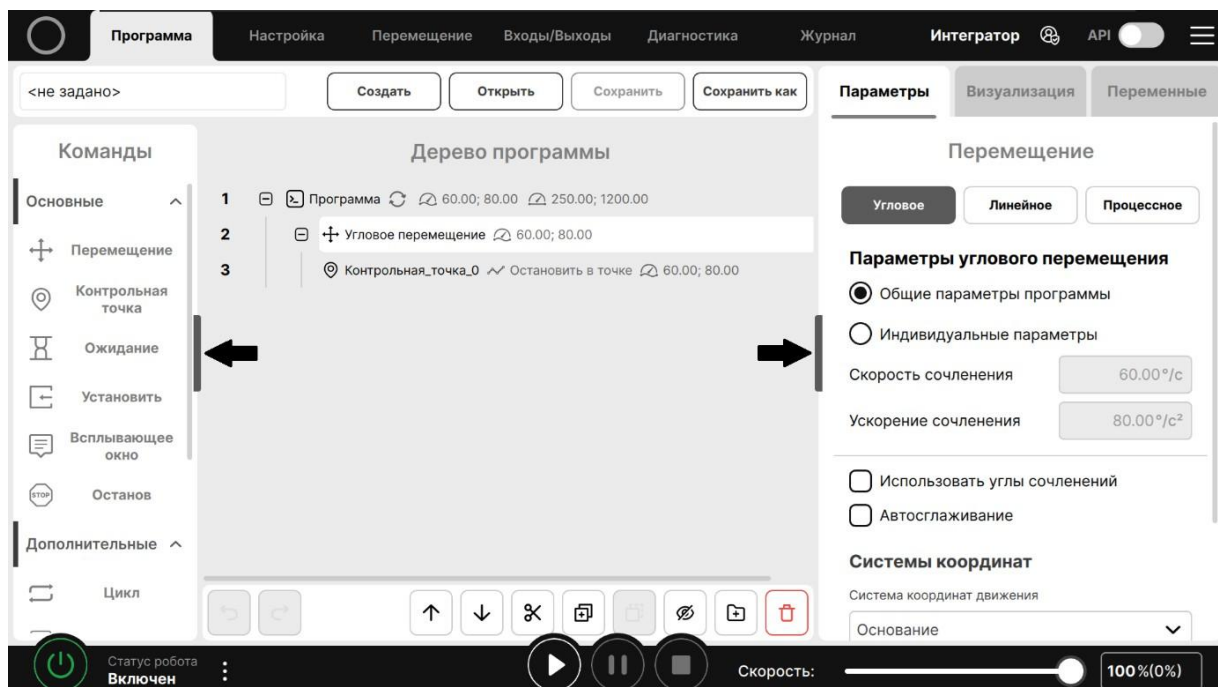 Программа
Настройка
Перемещение
Входы/Выходы
Диагностика
Журнал
Интегратор
API
<не задано>
Создать
Открыть
Сохранить
Сохранить как
Параметры
Визуализация
Переменные
Команды
Основные
Перемещение
Контрольная
точка
Ожидание
Установить
Всплывающее
окно
STOP
Останов
Дополнительные
Цикл
Дерево программы
1 Программа 60.00; 80.00 250.00; 1200.00
2 Угловое перемещение 60.00; 80.00
3 Контрольная_точка_0 Остановить в точке 60.00; 80.00
Перемещение
Угловое
Линейное
Процессное
Параметры углового перемещения
Общие параметры программы
Индивидуальные параметры
Скорость сочленения 60.00°/с
Ускорение сочленения 80.00°/с²
Использовать углы сочленений
Автосглаживание
Системы координат
Система координат движения
Основание
Статус робота
Включен
Скорость:
100%(0%)